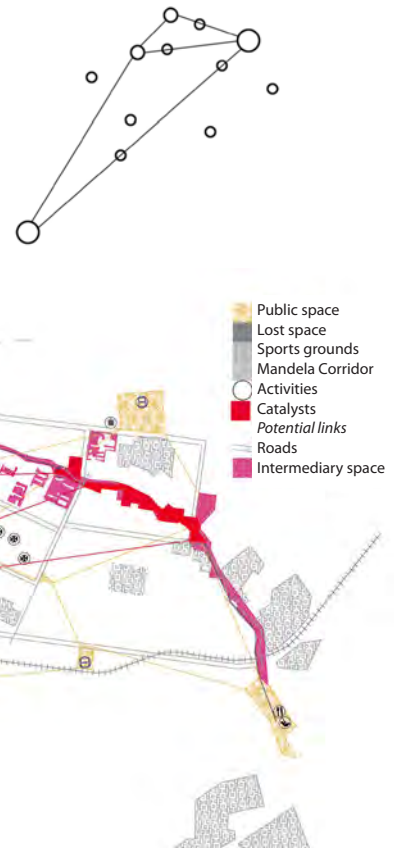 Public space
Lost space
Sports grounds
Mandela Corridor
Activities
Catalysts
Potential links
Roads
Intermediary space